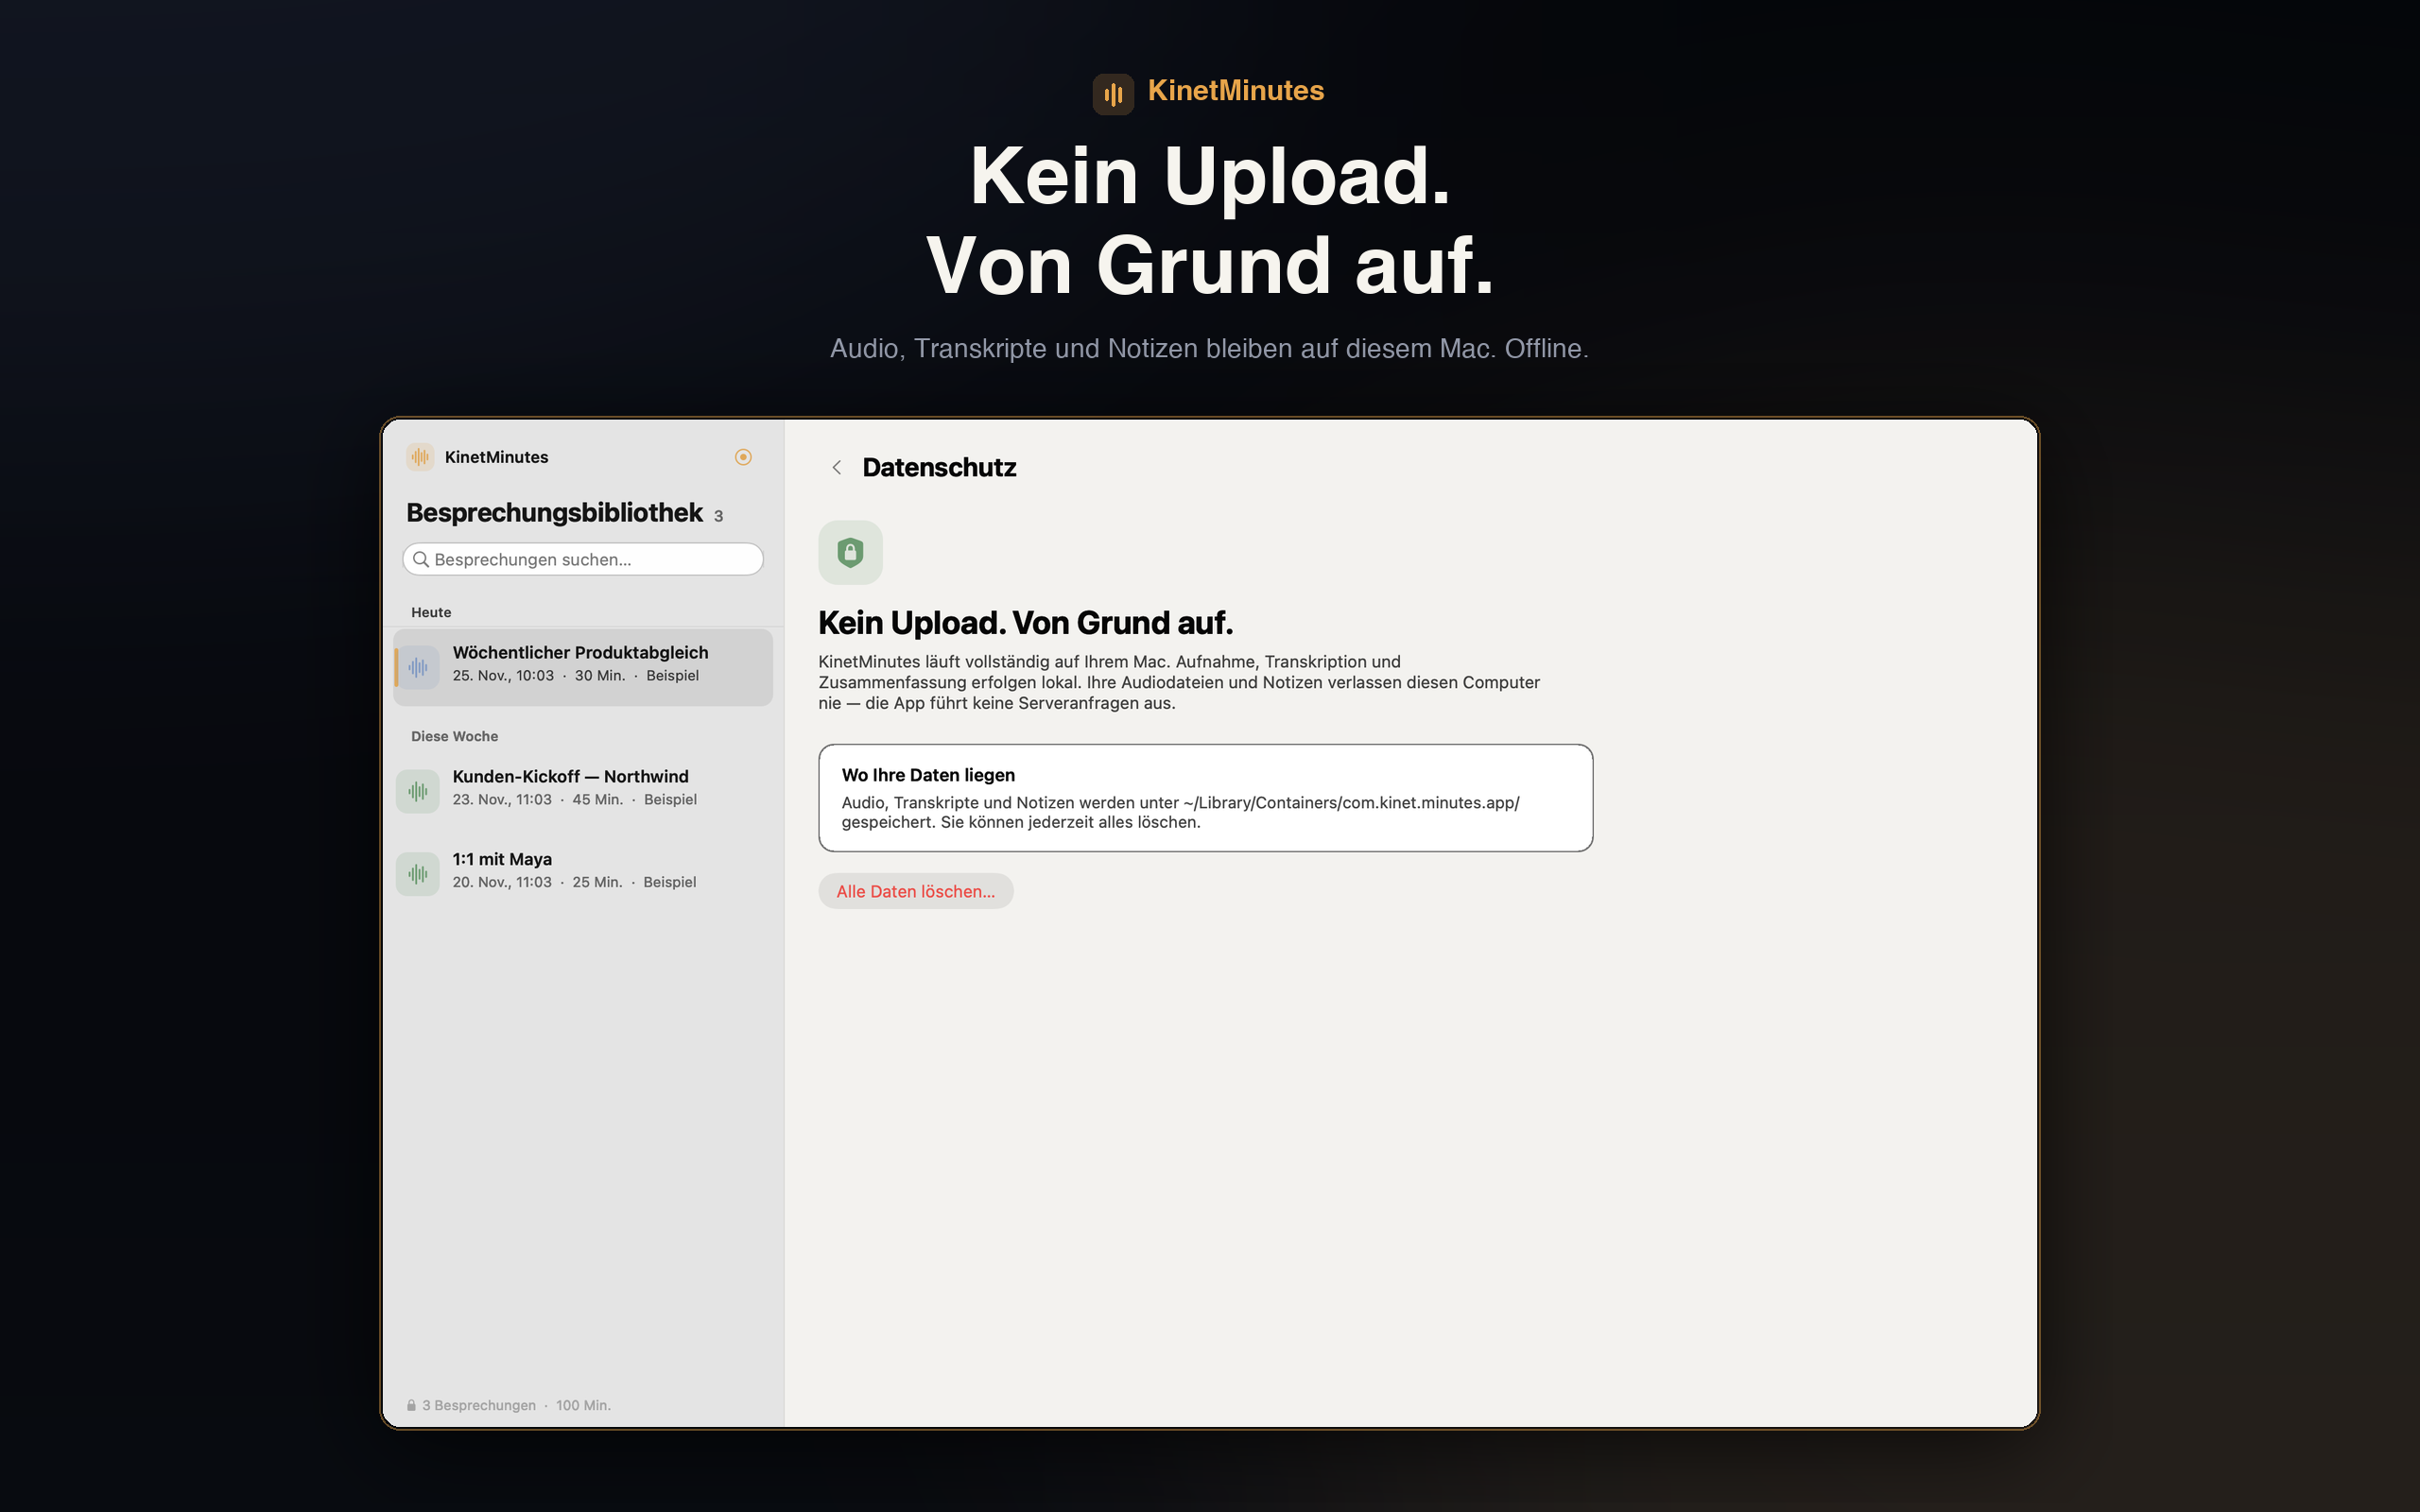 KinetMinutes
Kein Upload.
Von Grund auf.
Audio, Transkripte und Notizen bleiben auf diesem Mac. Offline.
KinetMinutes
Besprechungsbibliothek 3
Besprechungen suchen...
Heute
Wöchentlicher Produktabgleich
25. Nov., 10:03 · 30 Min. · Beispiel
Diese Woche
Kunden-Kickoff — Northwind
23. Nov., 11:03 · 45 Min. · Beispiel
1:1 mit Maya
20. Nov., 11:03 · 25 Min. · Beispiel
3 Besprechungen · 100 Min.
Datenschutz
Kein Upload. Von Grund auf.
KinetMinutes läuft vollständig auf Ihrem Mac. Aufnahme, Transkription und
Zusammenfassung erfolgen lokal. Ihre Audiodateien und Notizen verlassen diesen Computer
nie — die App führt keine Serveranfragen aus.
Wo Ihre Daten liegen
Audio, Transkripte und Notizen werden unter ~/Library/Containers/com.kinet.minutes.app/
gespeichert. Sie können jederzeit alles löschen.
Alle Daten löschen...